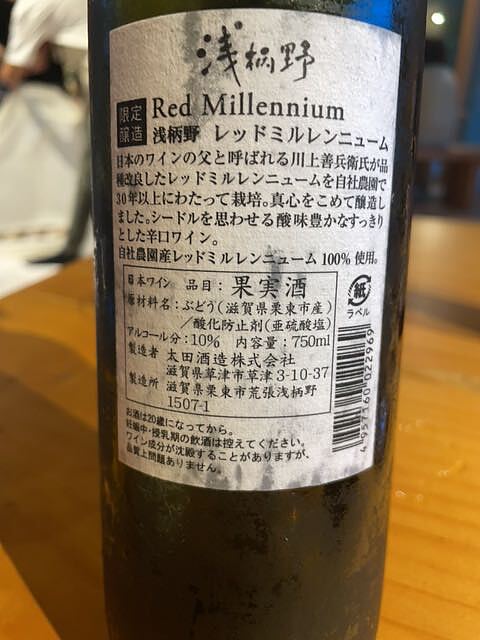 浅柄野
限定醸造 Red Millennium
浅柄野 レッドミルレンニューム
日本のワインの父と呼ばれる川上善兵衛氏が品
種改良したレッドミルレンニュームを自社農園で
30年以上にわたって栽培。真心をこめて醸造し
ました。シードルを思わせる酸味豊かなすっきり
とした辛口ワイン。
自社農園産レッドミルレンニューム 100% 使用。
日本ワイン 品目：果実酒
原材料名：ぶどう（滋賀県栗東市産）
／酸化防止剤（亜硫酸塩）
アルコール分：10% 内容量：750ml
製造者 太田酒造株式会社
滋賀県草津市草津3-10-37
製造所 滋賀県栗東市荒張浅柄野
1507-1
紙
ラベル
4 957160 022969
お酒は20歳になってから。
妊娠中・授乳期の飲酒は控えてください。
ワイン成分が沈殿することがありますが、
品質上問題ありません。